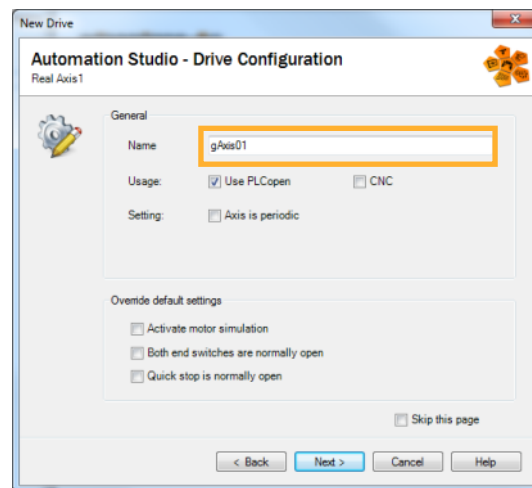 New Drive
Automation Studio - Drive Configuration
Real Axis1
General
Name gAxis01
Usage: Use PLCopen CNC
Setting: Axis is periodic
Override default settings
Activate motor simulation
Both end switches are normally open
Quick stop is normally open
Skip this page
< Back Next > Cancel Help